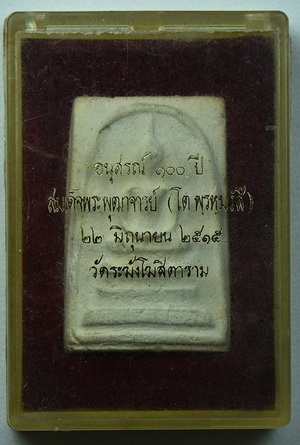 อนุสรณ์ ๑๐๐ ปี
สมเด็จพระพุฒาจารย์ (โต พฺรหฺมรํสี)
๒๒ มิถุนายน ๒๕๑๕
วัดระฆังโฆสิตาราม